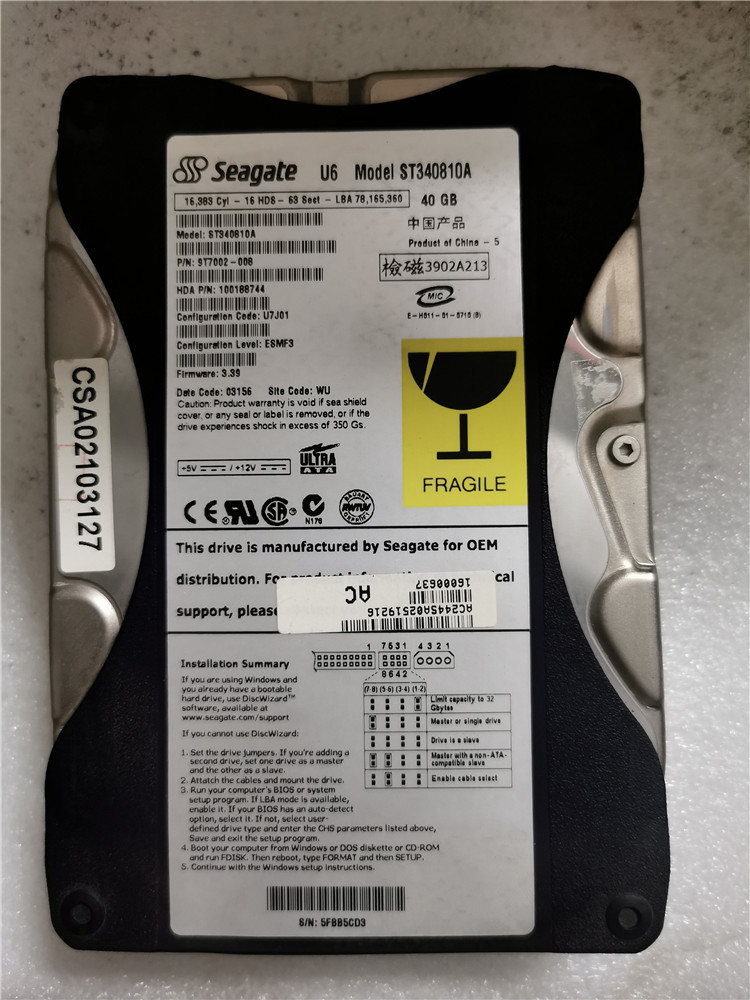 Seagate U6 Model ST340810A
16,383 Cyl - 16 HDS - 63 Sect - LBA 78,165,360 40 GB
中国产品
Model: ST340810A
Product of China - 5
P/N: 9T7002-008
檢磁3902A213
HDA P/N: 100188744
MIC
Configuration Code: U7J01
E-H011-01-0710 (B)
Configuration Level: ESMF3
Firmware: 3.39
Date Code: 03156 Site Code: WU
Caution: Product warranty is void if sea shield
cover, or any seal or label is removed, or if the
drive experiences shock in excess of 350 Gs.
FRAGILE
+5V / +12V
ULTRA
ATA
N176
CSA02103127
This drive is manufactured by Seagate for OEM
distribution. For
support, please
16000637
AC
AC244SA02519216
1 7531 4321
8642
Installation Summary
If you are using Windows and
you already have a bootable
hard drive, use DiscWizard™
software, available at
www.seagate.com/support
If you cannot use DiscWizard:
(7-8) (5-6) (3-4) (1-2)
Limit capacity to 32
Gbytes
Master or single drive
Drive is a slave
Master with a non-ATA-
compatible slave
Enable cable select
1. Set the drive jumpers. If you're adding a
second drive, set one drive as a master
and the other as a slave.
2. Attatch the cables and mount the drive.
3. Run your computer's BIOS or system
setup program. If LBA mode is available,
enable it. If your BIOS has an auto-detect
option, select it. If not, select user-
defined drive type and enter the CHS parameters listed above,
Save and exit the setup program.
4. Boot your computer from Windows or DOS diskette or CD-ROM
and run FDISK. Then reboot, type FORMAT and then SETUP.
5. Continue with the Windows setup instructions.
S/N: 5FBB5CD3